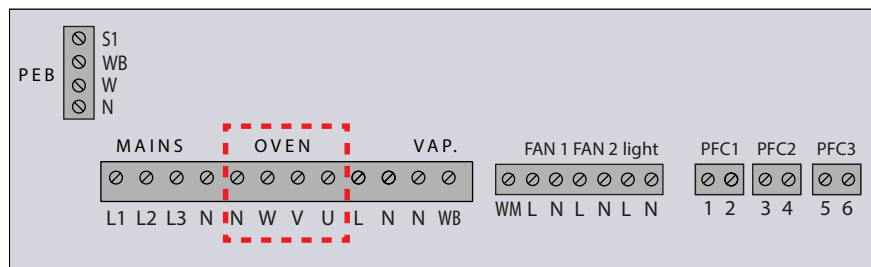 S1
WB
PEB
W
N
MAINS OVEN VAP.
FAN 1 FAN 2 light PFC1 PFC2 PFC3
L1 L2 L3 N N W V U L N N WB
WM L N L N L N 1 2 3 4 5 6